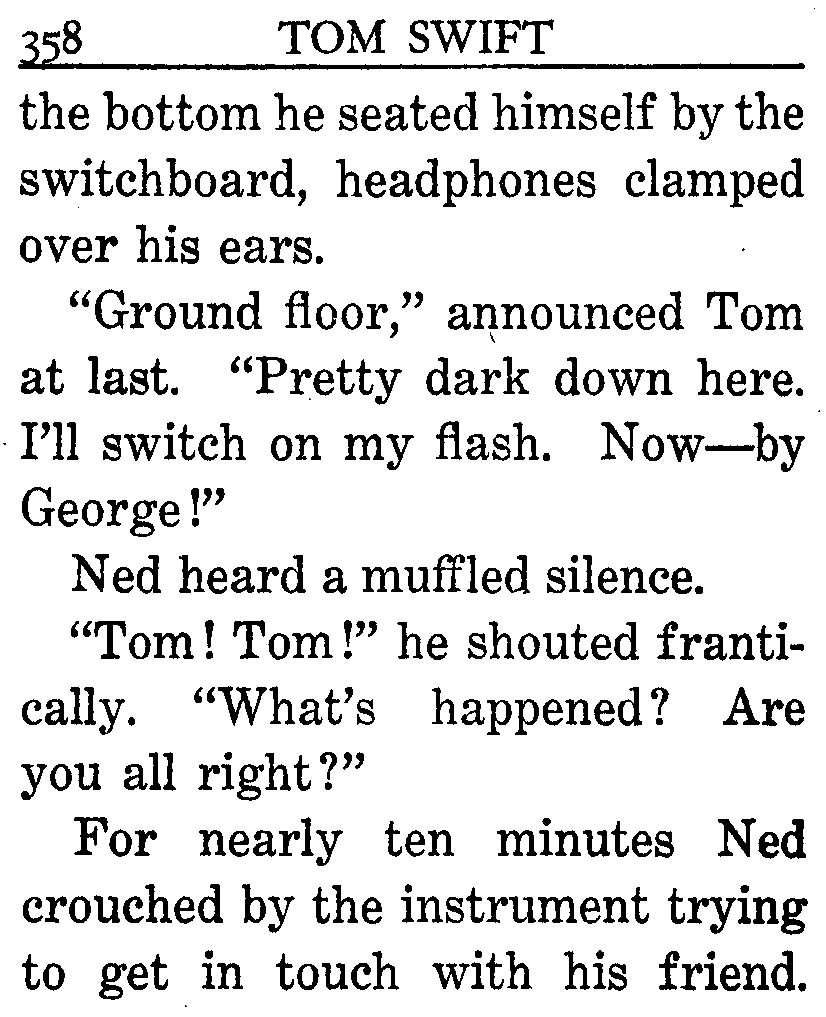 358 TOM SWIFT
the bottom he seated himself by the
switchboard, headphones clamped
over his ears.
“Ground floor,” announced Tom
at last. “Pretty dark down here.
I’ll switch on my flash. Now—by
George!”
Ned heard a muffled silence.
“Tom! Tom!” he shouted franti-
cally. “What’s happened? Are
you all right?”
For nearly ten minutes Ned
crouched by the instrument trying
to get in touch with his friend.